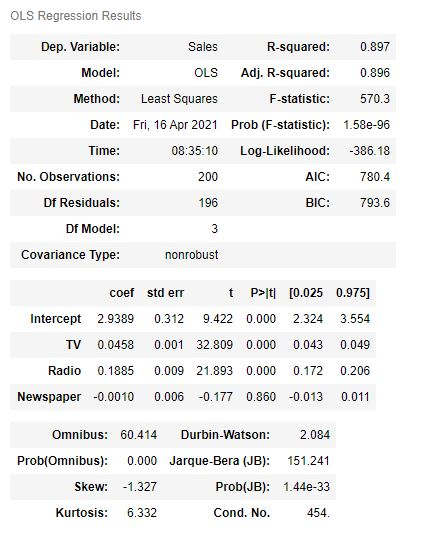 OLS Regression Results
Dep. Variable: Sales R-squared: 0.897
Model: OLS Adj. R-squared: 0.896
Method: Least Squares F-statistic: 570.3
Date: Fri, 16 Apr 2021 Prob (F-statistic): 1.58e-96
Time: 08:35:10 Log-Likelihood: -386.18
No. Observations: 200 AIC: 780.4
Df Residuals: 196 BIC: 793.6
Df Model: 3
Covariance Type: nonrobust
coef std err t P>|t| [0.025 0.975]
Intercept 2.9389 0.312 9.422 0.000 2.324 3.554
TV 0.0458 0.001 32.809 0.000 0.043 0.049
Radio 0.1885 0.009 21.893 0.000 0.172 0.206
Newspaper -0.0010 0.006 -0.177 0.860 -0.013 0.011
Omnibus: 60.414 Durbin-Watson: 2.084
Prob(Omnibus): 0.000 Jarque-Bera (JB): 151.241
Skew: -1.327 Prob(JB): 1.44e-33
Kurtosis: 6.332 Cond. No. 454.